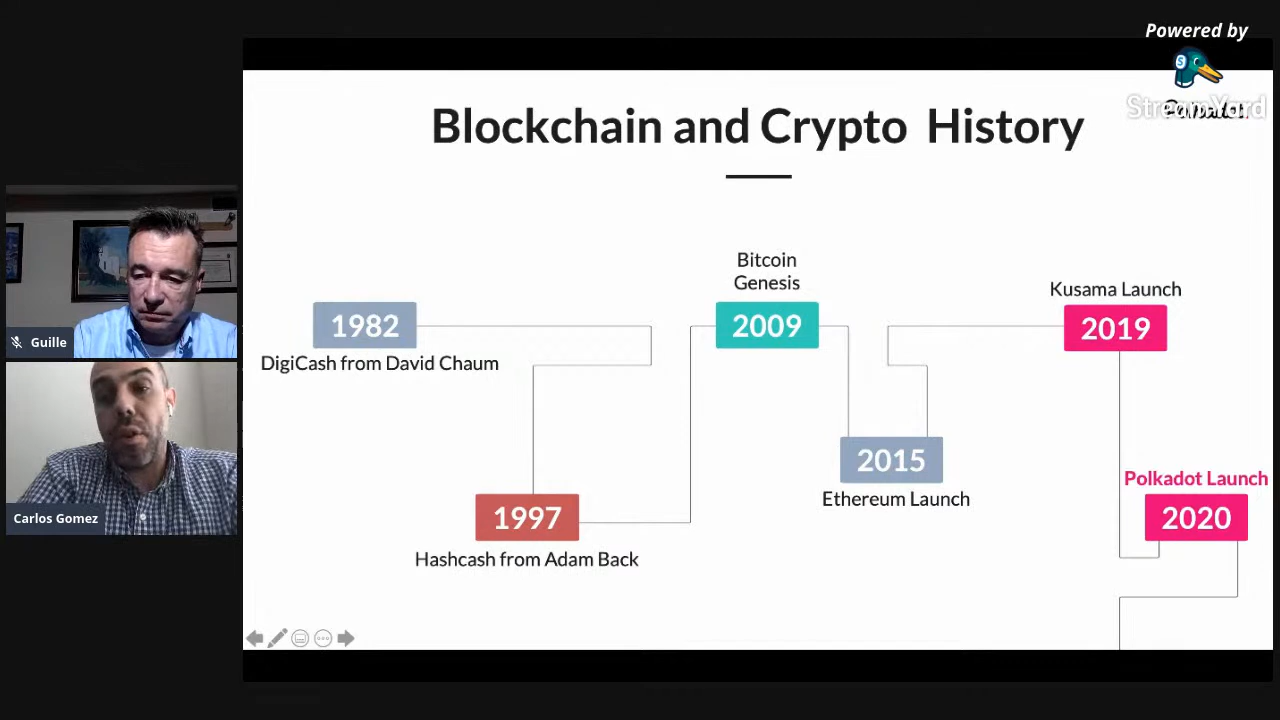 Powered by
StreamYard
Blockchain and Crypto History
Bitcoin
Genesis
Kusama Launch
1982
2009
2019
DigiCash from David Chaum
2015
Polkadot Launch
Ethereum Launch
1997
2020
Hashcash from Adam Back
Guille
Carlos Gomez